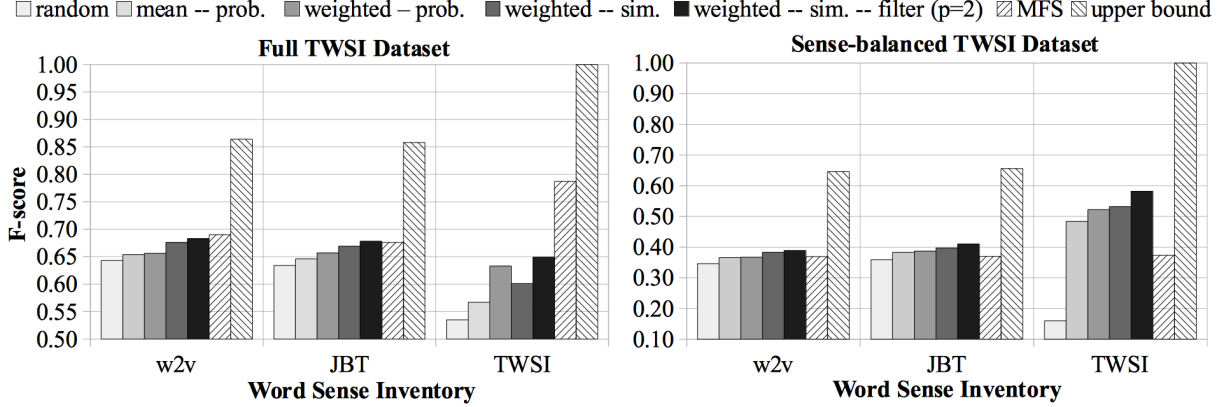 random mean -- prob. weighted – prob. weighted -- sim. weighted -- sim. -- filter (p=2) MFS upper bound
Full TWSI Dataset
F-score
1.00
0.95
0.90
0.85
0.80
0.75
0.70
0.65
0.60
0.55
0.50
w2v JBT TWSI
Word Sense Inventory
Sense-balanced TWSI Dataset
1.00
0.90
0.80
0.70
0.60
0.50
0.40
0.30
0.20
0.10
w2v JBT TWSI
Word Sense Inventory